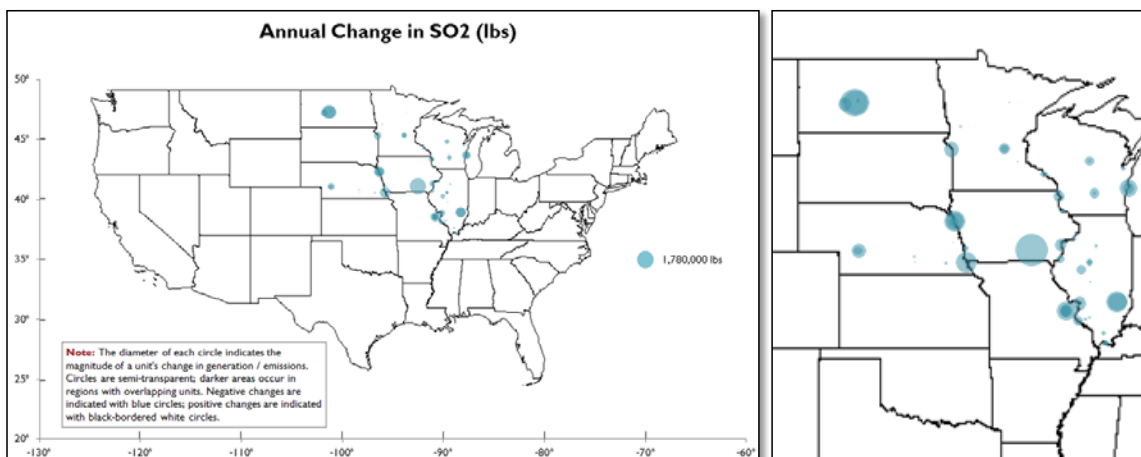 Annual Change in SO2 (lbs)
50°
45°
40°
35°
30°
25°
20°
1,780,000 lbs
Note: The diameter of each circle indicates the
magnitude of a unit's change in generation / emissions.
Circles are semi-transparent; darker areas occur in
regions with overlapping units. Negative changes are
indicated with blue circles; positive changes are indicated
with black-bordered white circles.
-130° -120° -110° -100° -90° -80° -70° -60°